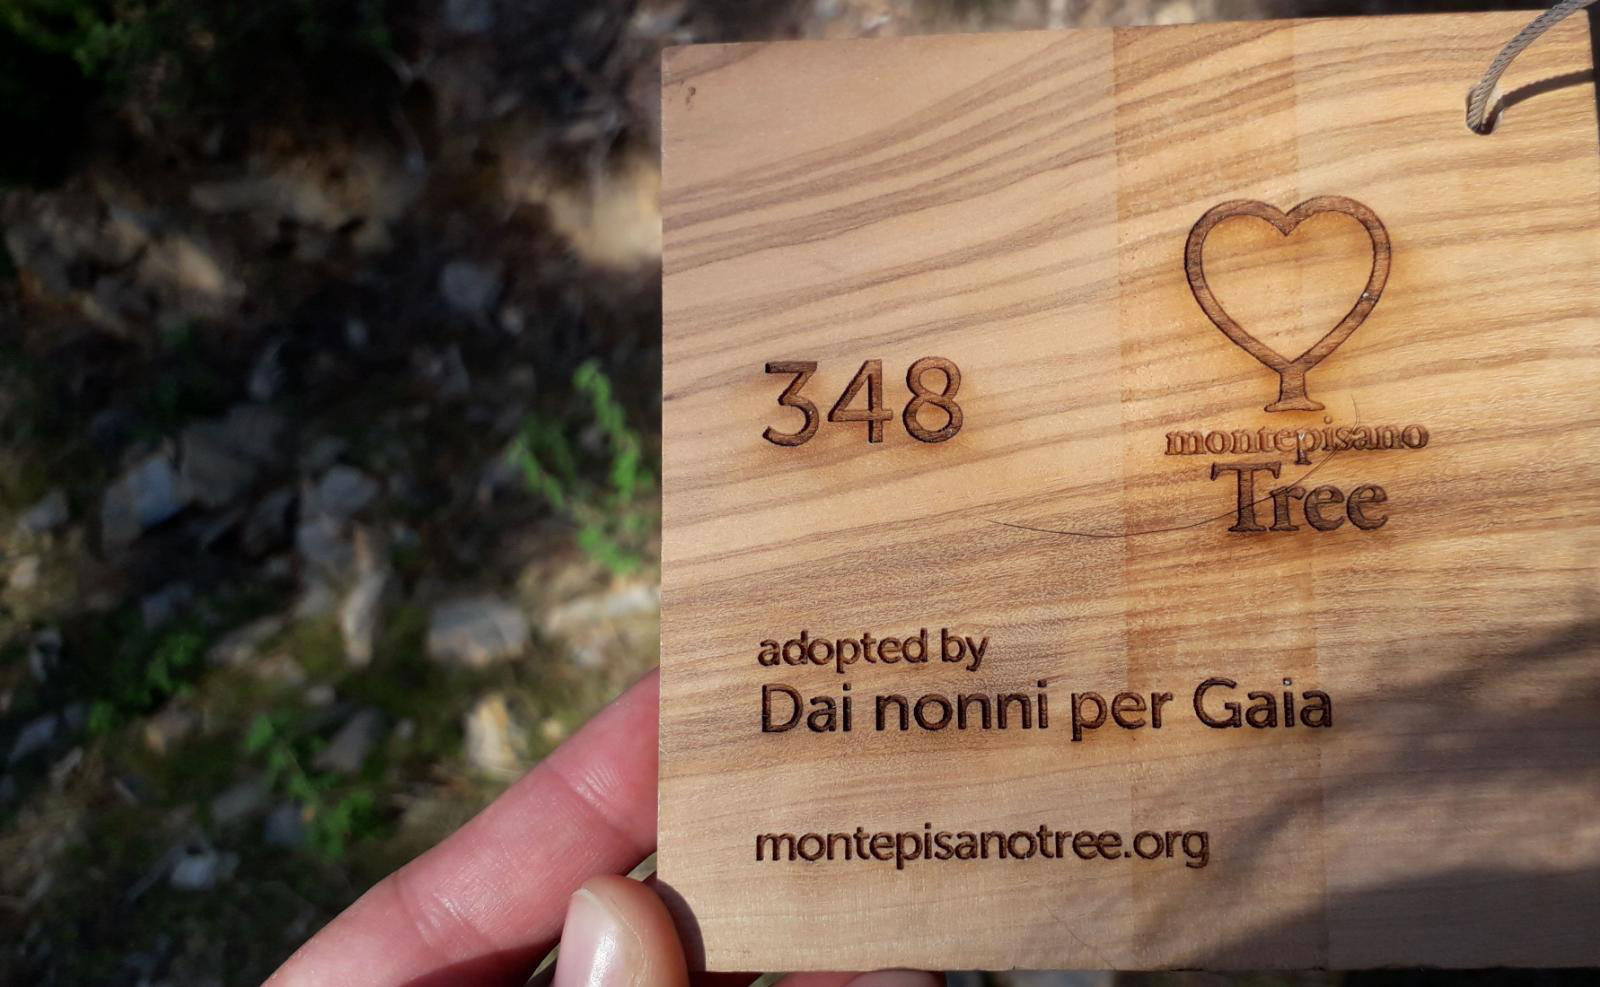 348
montepisano
Tree
adopted by
Dai nonni per Gaia
montepisanotree.org